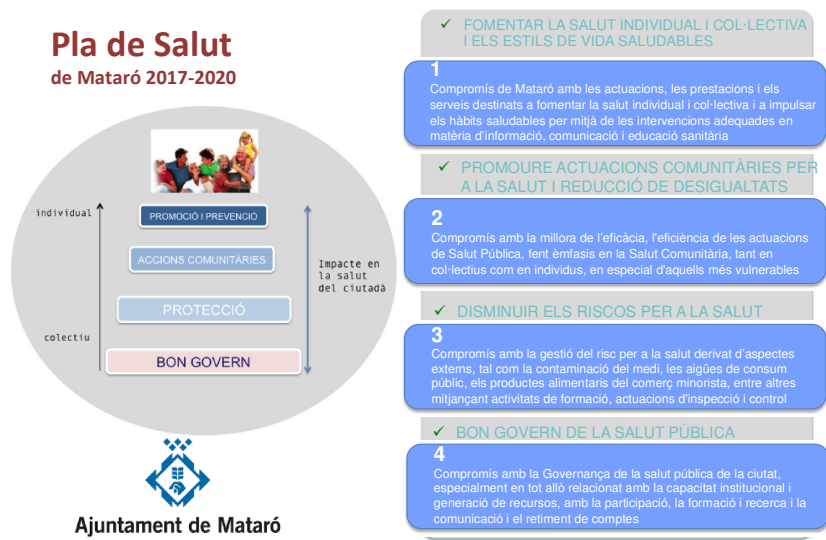 Pla de Salut
de Mataró 2017-2020
individual
PROMOCIÓ I PREVENCIÓ
ACCIONS COMUNITÀRIES
Impacte en
la salut
del ciutadà
PROTECCIÓ
colectiu
BON GOVERN
Ajuntament de Mataró
✓ FOMENTAR LA SALUT INDIVIDUAL I COL·LECTIVA
I ELS ESTILS DE VIDA SALUDABLES
1
Compromís de Mataró amb les actuacions, les prestacions i els
serveis destinats a fomentar la salut individual i col·lectiva i a impulsar
els hàbits saludables per mitjà de les intervencions adequades en
matèria d'informació, comunicació i educació sanitària
✓ PROMOURE ACTUACIONS COMUNITÀRIES PER
A LA SALUT I REDUCCIÓ DE DESIGUALTATS
2
Compromís amb la millora de l'eficàcia, l'eficiència de les actuacions
de Salut Pública, fent èmfasis en la Salut Comunitària, tant en
col·lectius com en individus, en especial d'aquells més vulnerables
✓ DISMINUIR ELS RISCOS PER A LA SALUT
3
Compromís amb la gestió del risc per a la salut derivat d'aspectes
externs, tal com la contaminació del medi, les aigües de consum
públic, els productes alimentaris del comerç minorista, entre altres
mitjançant activitats de formació, actuacions d'inspecció i control
✓ BON GOVERN DE LA SALUT PÚBLICA
4
Compromís amb la Governança de la salut pública de la ciutat,
especialment en tot allò relacionat amb la capacitat institucional i
generació de recursos, amb la participació, la formació i recerca i la
comunicació i el retiment de comptes